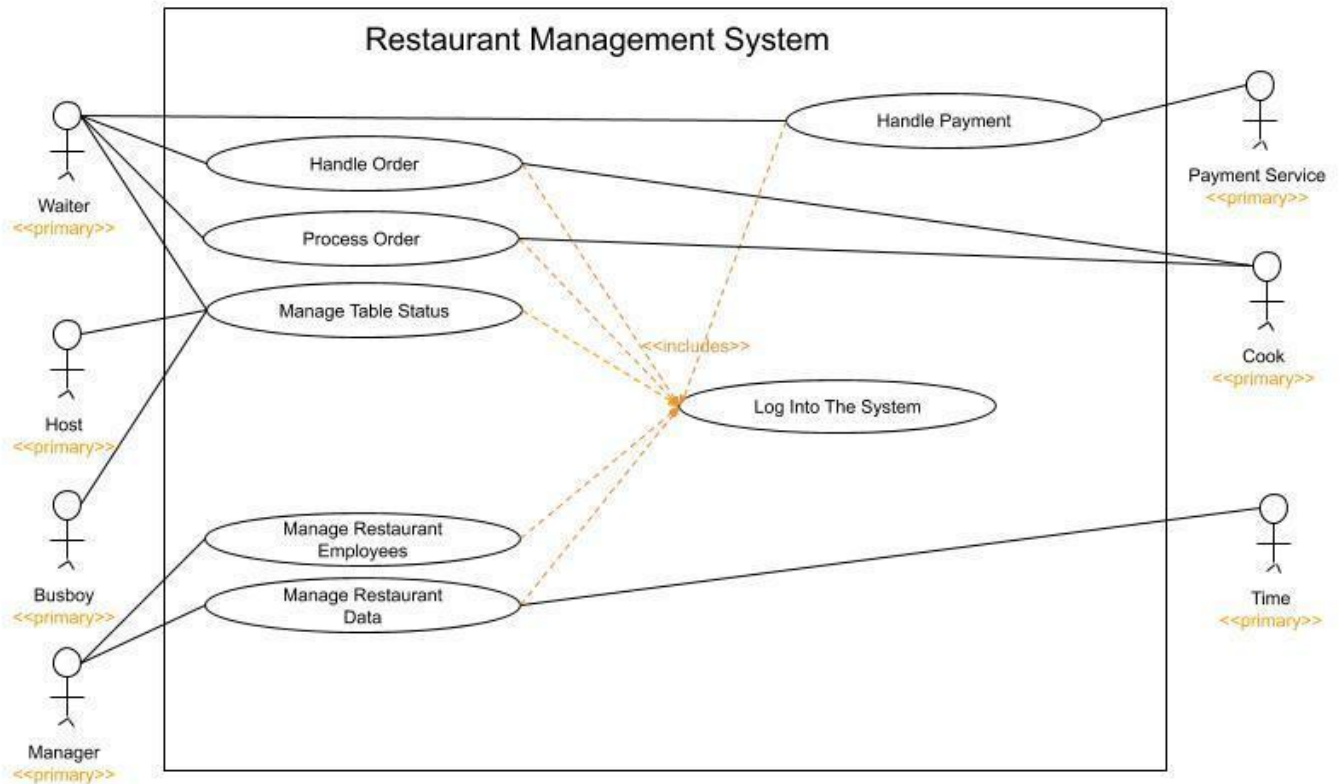 Restaurant Management System
Handle Payment
Handle Order
Payment Service
<<primary>>
Waiter
<<primary>>
Process Order
Manage Table Status
<<includes>>
Cook
<<primary>>
Log Into The System
Host
<<primary>>
Manage Restaurant
Employees
Busboy
<<primary>>
Manage Restaurant
Data
Time
<<primary>>
Manager
<<primary>>